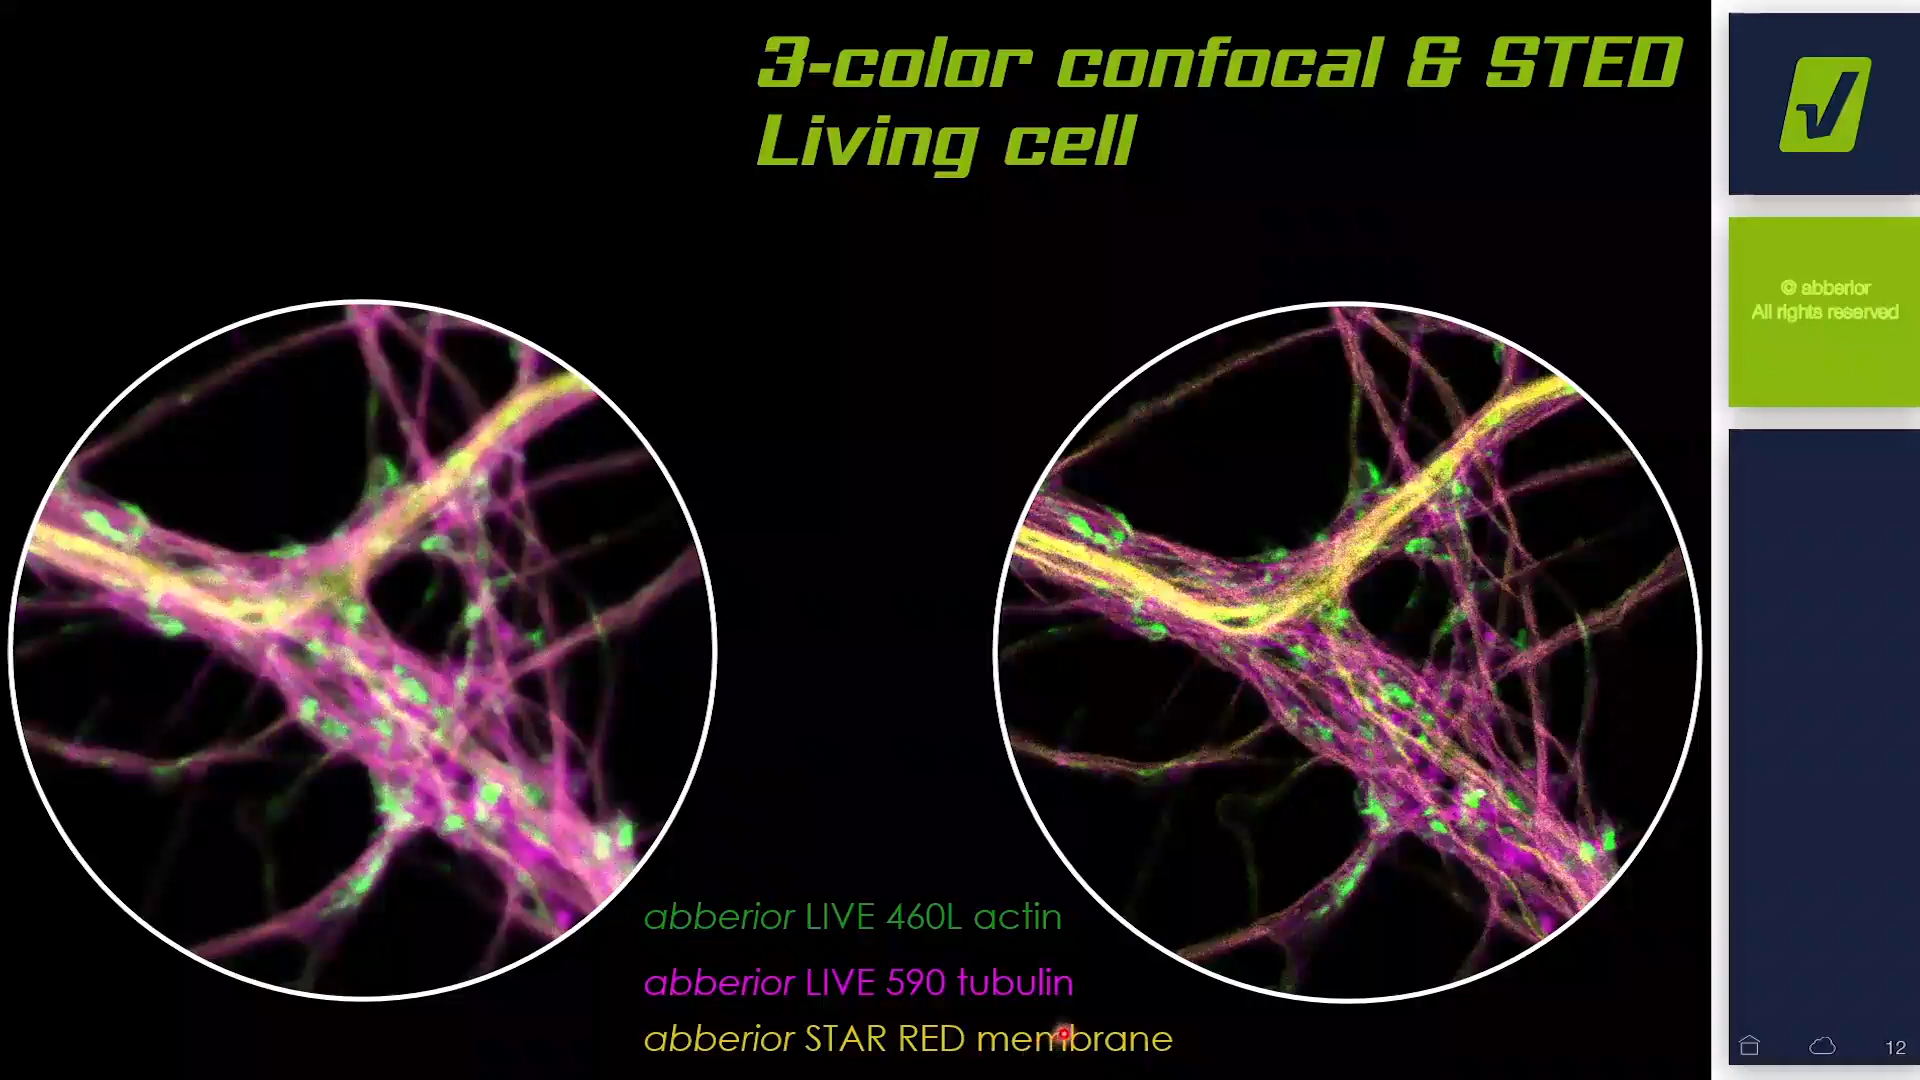 3-color confocal & STED
Living cell
© abberior
All rights reserved
abberior LIVE 460L actin
abberior LIVE 590 tubulin
abberior STAR RED membrane
12